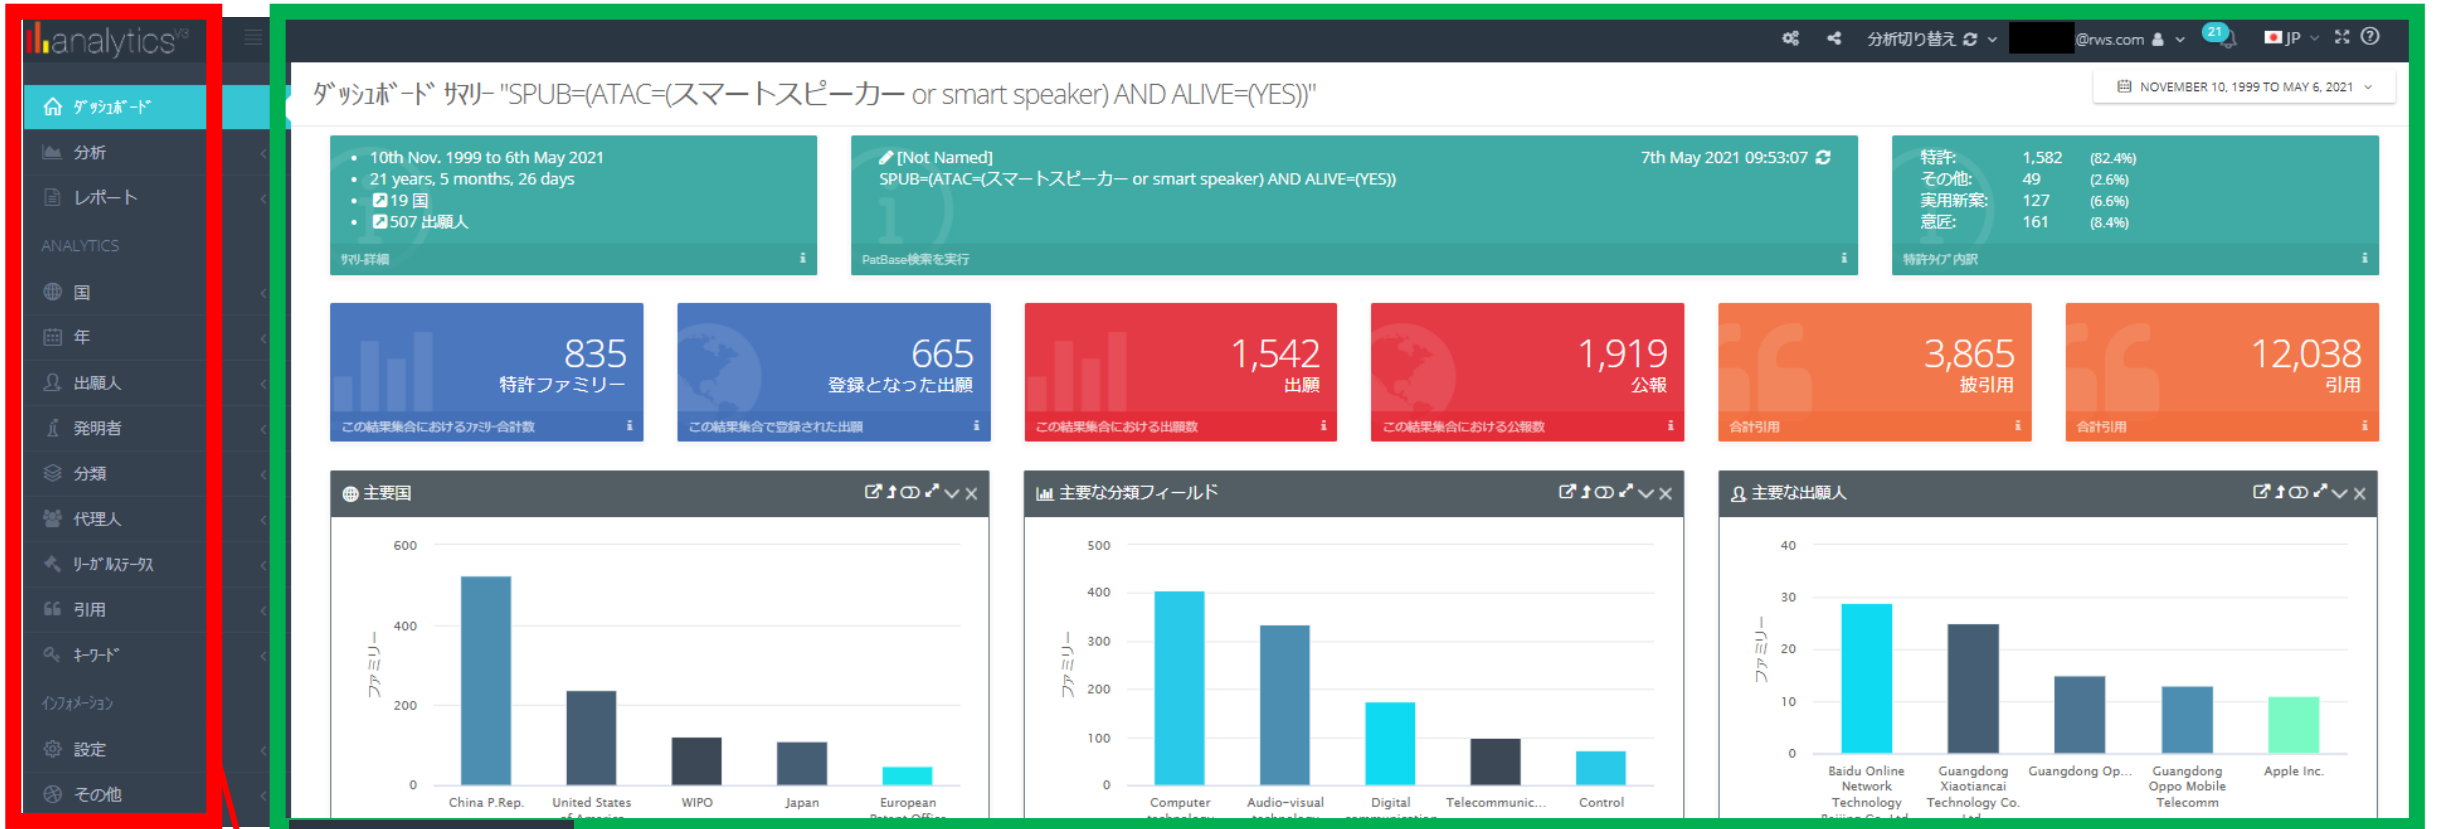 analytics V3
ﾀﾞｯｼｭﾎﾞｰﾄﾞ
分析
レポート
ANALYTICS
国
年
出願人
発明者
分類
代理人
ﾘｰｶﾞﾙｽﾃｰﾀｽ
引用
ｷｰﾜｰﾄﾞ
ｲﾝﾌｫﾒｰｼｮﾝ
設定
その他
分析切り替え
@rws.com
21
JP
ﾀﾞｯｼｭﾎﾞｰﾄﾞ ｻﾏﾘｰ "SPUB=(ATAC=(スマートスピーカー or smart speaker) AND ALIVE=(YES))"
NOVEMBER 10, 1999 TO MAY 6, 2021
10th Nov. 1999 to 6th May 2021
21 years, 5 months, 26 days
19 国
507 出願人
ｻﾏﾘｰ詳細
[Not Named]
7th May 2021 09:53:07
SPUB=(ATAC=(スマートスピーカー or smart speaker) AND ALIVE=(YES))
PatBase検索を実行
特許: 1,582 (82.4%)
その他: 49 (2.6%)
実用新案: 127 (6.6%)
意匠: 161 (8.4%)
特許ﾀｲﾌﾟ内訳
835
特許ファミリー
この結果集合におけるﾌｧﾐﾘｰ合計数
665
登録となった出願
この結果集合で登録された出願
1,542
出願
この結果集合における出願数
1,919
公報
この結果集合における公報数
3,865
披引用
合計引用
12,038
引用
合計引用
主要国
600
400
200
0
ファミリー
China P.Rep.
United States of America
WIPO
Japan
European Patent Office
主要な分類フィールド
500
400
300
200
100
0
ファミリー
Computer technology
Audio-visual technology
Digital communication
Telecommunic...
Control
主要な出願人
40
30
20
10
0
ファミリー
Baidu Online Network Technology Beijing Co. Ltd
Guangdong Xiaotiancai Technology Co. Ltd
Guangdong Op...
Guangdong Oppo Mobile Telecomm
Apple Inc.